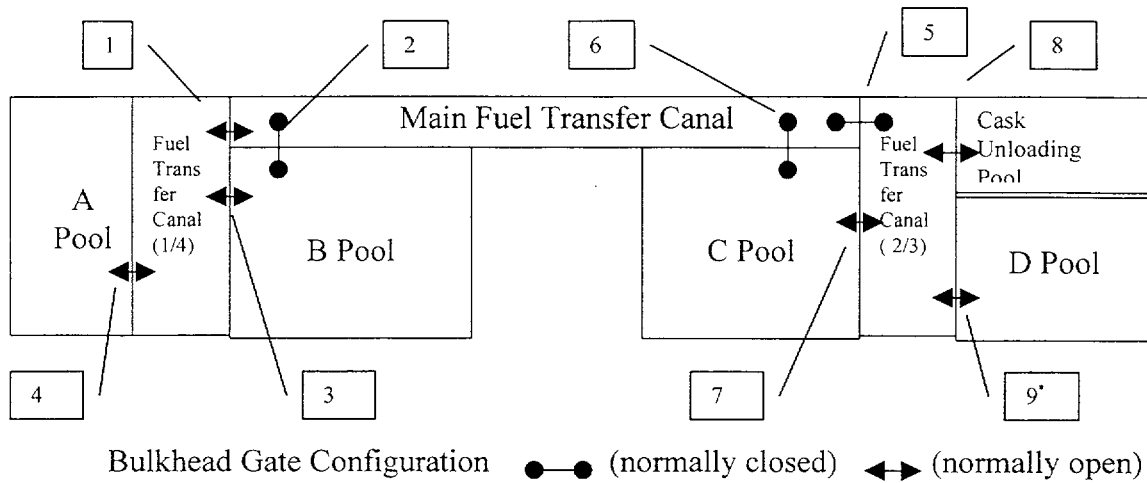 1
2
6
5
8
Main Fuel Transfer Canal
Fuel
Trans
fer
Canal
(1/4)
A
Pool
B Pool
C Pool
Fuel
Trans
fer
Canal
( 2/3)
Cask
Unloading
Pool
D Pool
4
3
7
9*
Bulkhead Gate Configuration (normally closed) (normally open)